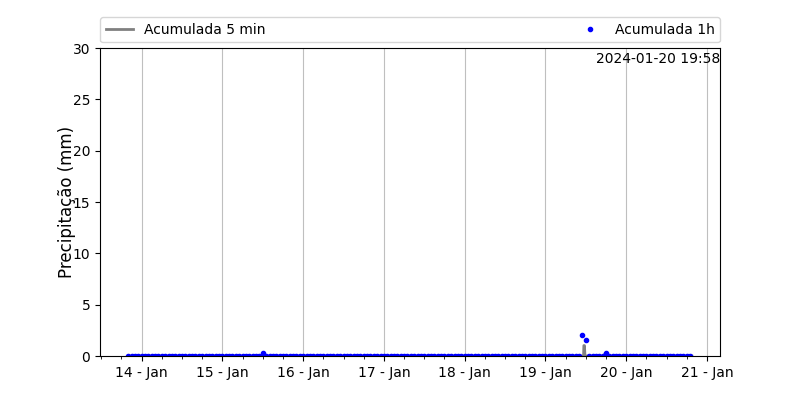 Acumulada 5 min
Acumulada 1h
2024-01-20 19:58
Precipitação (mm)
30
25
20
15
10
5
0
14 - Jan
15 - Jan
16 - Jan
17 - Jan
18 - Jan
19 - Jan
20 - Jan
21 - Jan